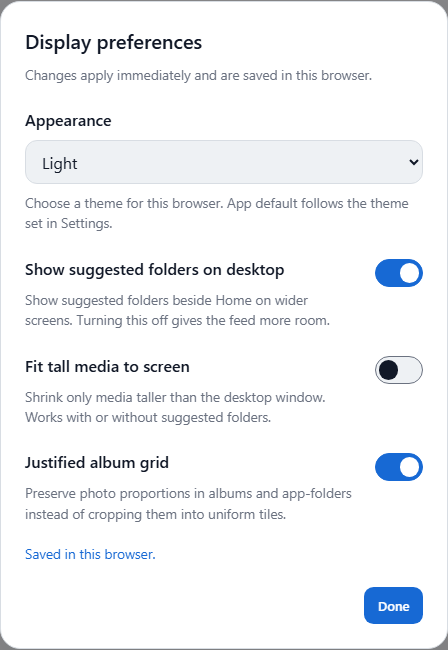 Display preferences
Changes apply immediately and are saved in this browser.
Appearance
Light
Choose a theme for this browser. App default follows the theme
set in Settings.
Show suggested folders on desktop
Show suggested folders beside Home on wider
screens. Turning this off gives the feed more room.
Fit tall media to screen
Shrink only media taller than the desktop window.
Works with or without suggested folders.
Justified album grid
Preserve photo proportions in albums and app-folders
instead of cropping them into uniform tiles.
Saved in this browser.
Done